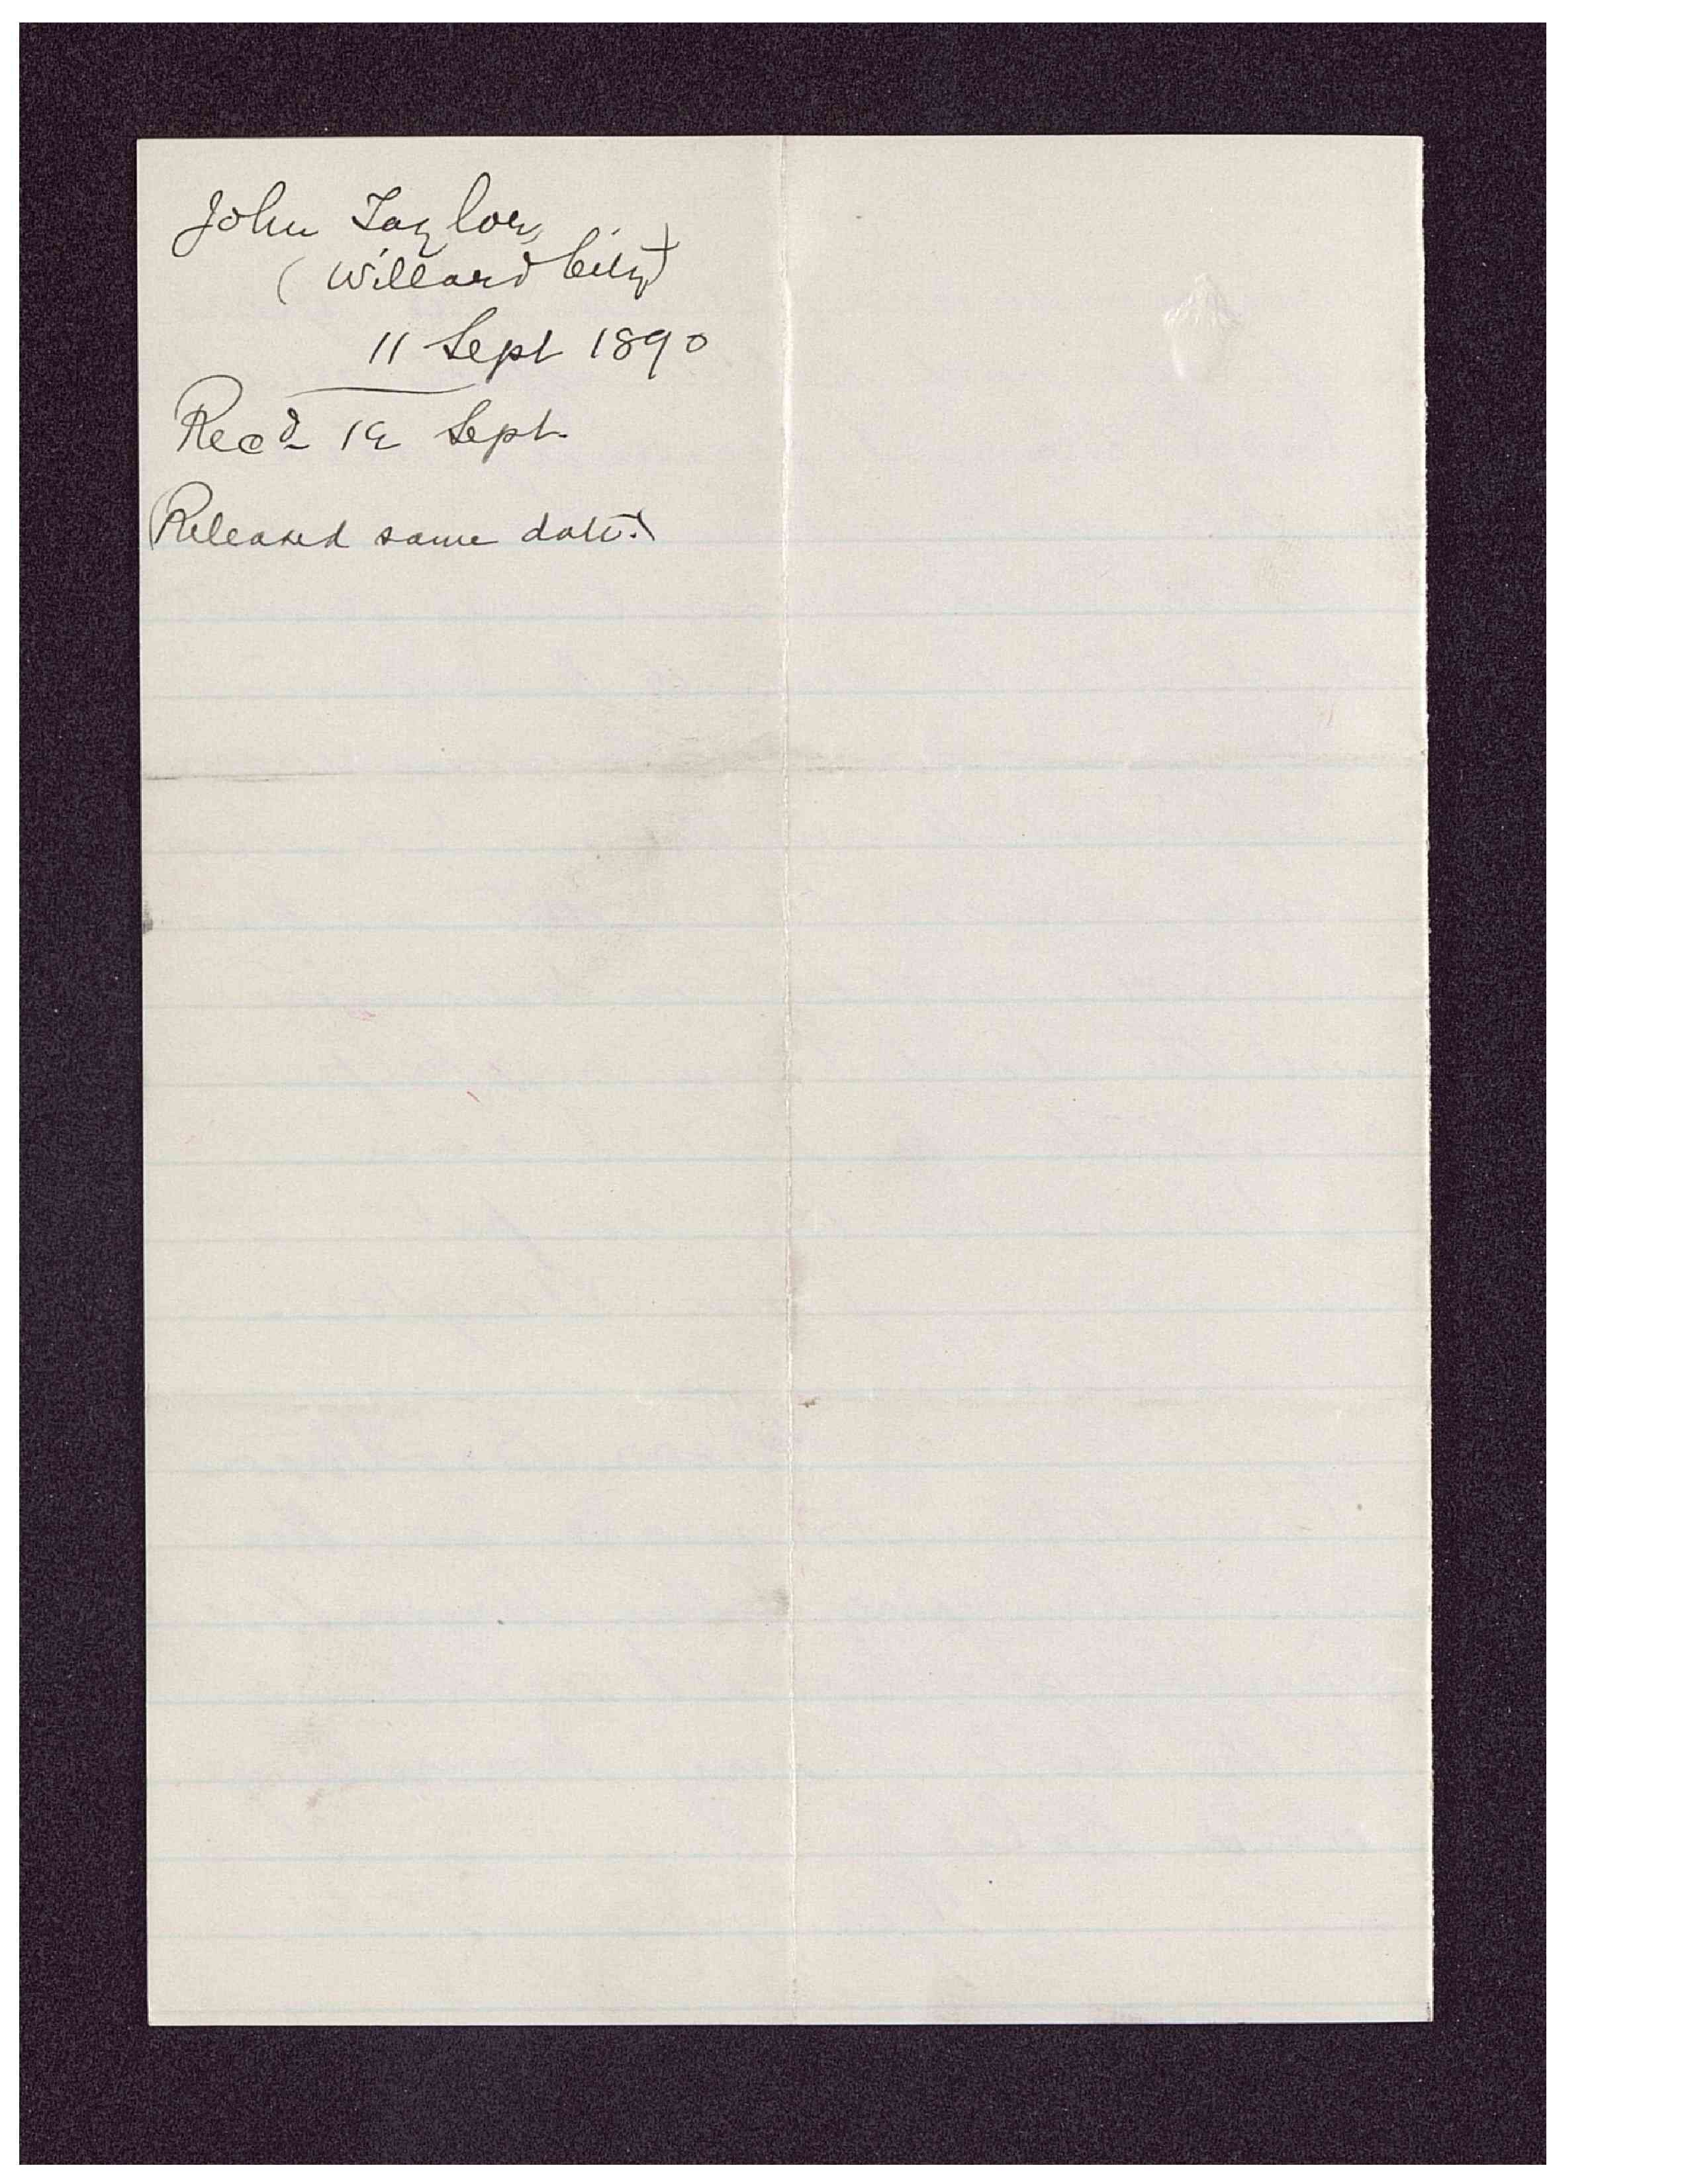 John Taylor,
(Willard City)
11 Sept 1890
Recd 12 Sept.
(Released same date.)